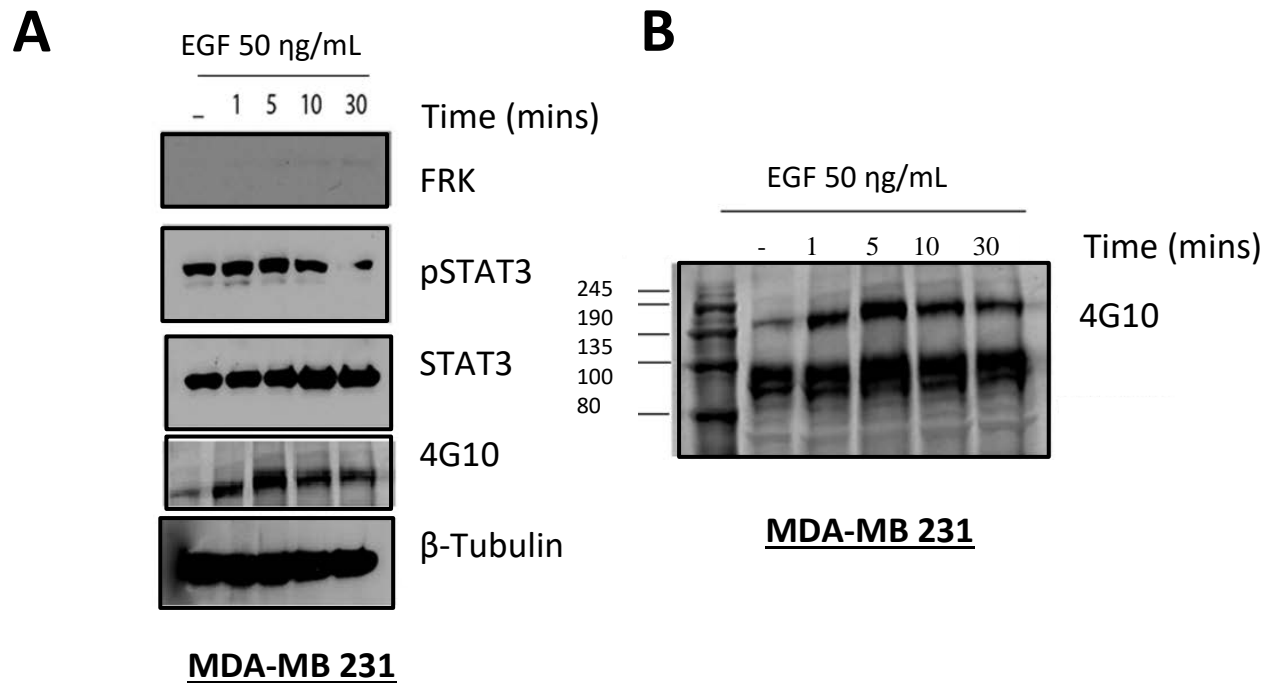 A
EGF 50 ηg/mL
_ 1 5 10 30
Time (mins)
FRK
pSTAT3
STAT3
4G10
β-Tubulin
MDA-MB 231
B
EGF 50 ηg/mL
- 1 5 10 30
Time (mins)
245
190
135
100
80
4G10
MDA-MB 231